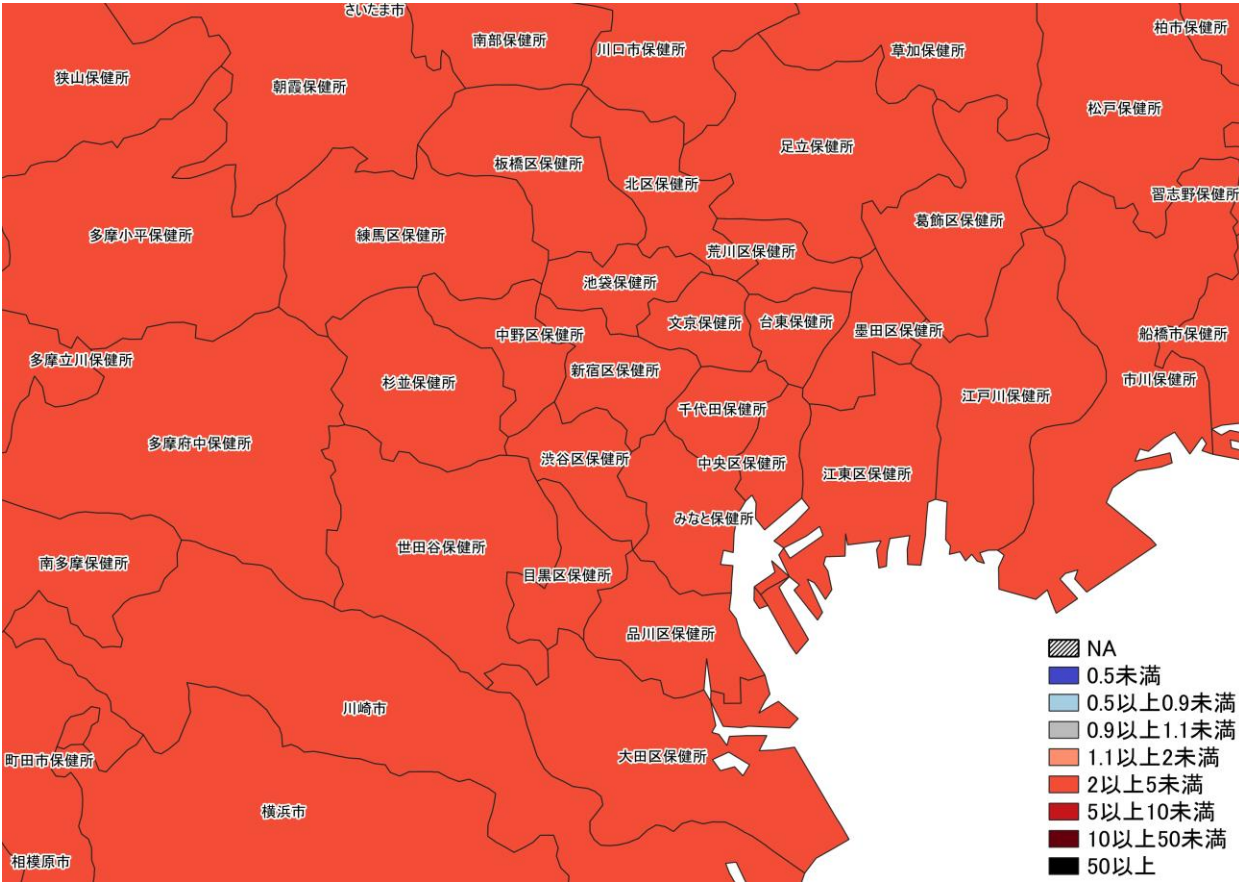 さいたま市
南部保健所
川口市保健所
草加保健所
柏市保健所
狭山保健所
朝霞保健所
松戸保健所
足立保健所
板橋区保健所
北区保健所
習志野保健所
葛飾区保健所
多摩小平保健所
練馬区保健所
荒川区保健所
池袋保健所
文京保健所
台東保健所
墨田区保健所
中野区保健所
船橋市保健所
多摩立川保健所
新宿区保健所
杉並保健所
市川保健所
江戸川保健所
千代田保健所
多摩府中保健所
渋谷区保健所
中央区保健所
江東区保健所
みなと保健所
世田谷保健所
南多摩保健所
目黒区保健所
品川区保健所
川崎市
大田区保健所
町田市保健所
横浜市
相模原市
NA
0.5未満
0.5以上0.9未満
0.9以上1.1未満
1.1以上2未満
2以上5未満
5以上10未満
10以上50未満
50以上